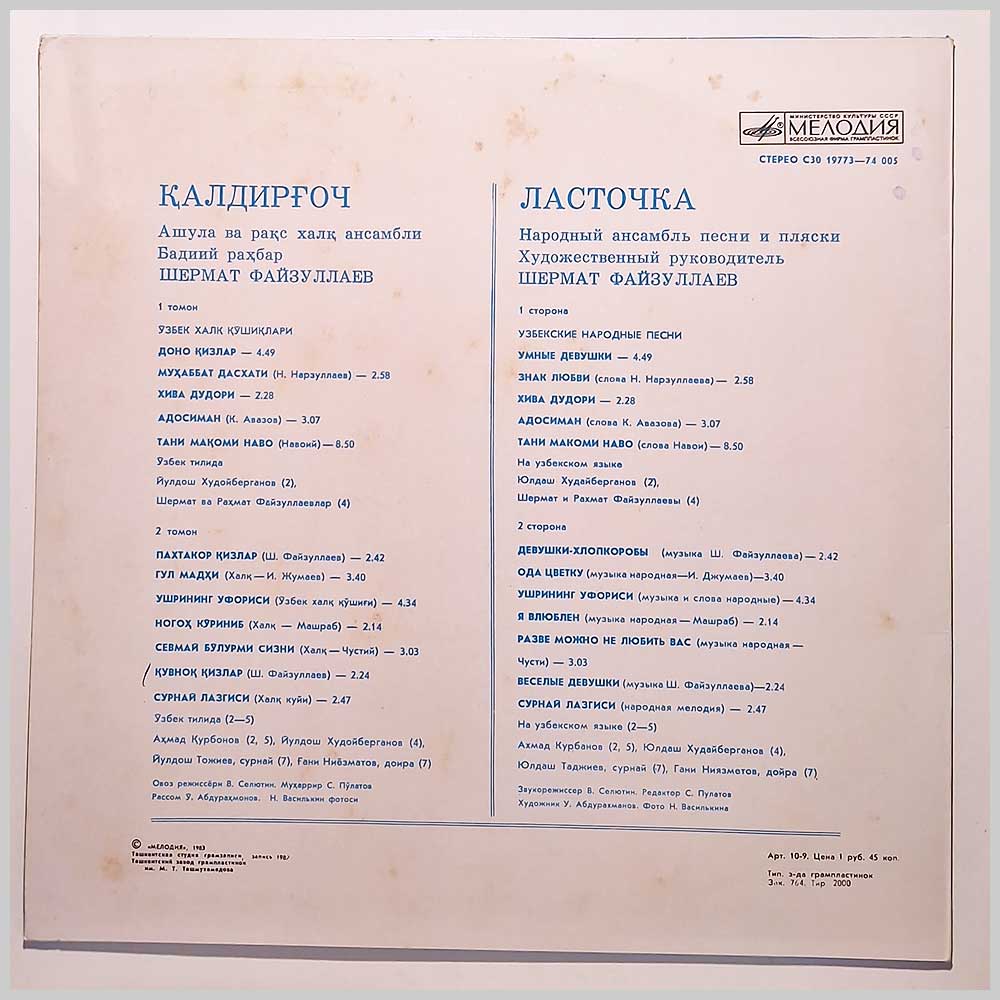 МИНИСТЕРСТВО КУЛЬТУРЫ СССР
МЕЛОДИЯ
ВСЕСОЮЗНАЯ ФИРМА ГРАМПЛАСТИНОК
СТЕРЕО С30 19773—74 005
ҚАЛДИРҒОЧ
Ашула ва рақс халқ ансамбли
Бадиий раҳбар
ШЕРМАТ ФАЙЗУЛЛАЕВ
1 томон
ЎЗБЕК ХАЛҚ ҚЎШИҚЛАРИ
ДОНО ҚИЗЛАР — 4.49
МУҲАББАТ ДАСХАТИ (Н. Нарзуллаев) — 2.58
ХИВА ДУДОРИ — 2.28
АДОСИМАН (К. Авазов) — 3.07
ТАНИ МАҚОМИ НАВО (Навоий) — 8.50
Ўзбек тилида
Йулдош Худойберганов (2),
Шермат ва Раҳмат Файзуллаевлар (4)
2 томон
ПАХТАКОР ҚИЗЛАР (Ш. Файзуллаев) — 2.42
ГУЛ МАДҲИ (Халқ — И. Жумаев) — 3.40
УШРИНИНГ УФОРИСИ (Ўзбек халқ қўшиғи) — 4.34
НОГОҲ КЎРИНИБ (Халқ — Машраб) — 2.14
СЕВМАЙ БЎЛУРМИ СИЗНИ (Халқ — Чустий) — 3.03
ҚУВНОҚ ҚИЗЛАР (Ш. Файзуллаев) — 2.24
СУРНАЙ ЛАЗГИСИ (Халқ куйи) — 2.47
Ўзбек тилида (2—5)
Аҳмад Қурбонов (2, 5), Йулдош Худойберганов (4),
Йулдош Тожиев, сурнай (7), Ғани Ниёзматов, доира (7)
Овоз режиссёри В. Селютин. Муҳаррир С. Пўлатов
Рассом У. Абдураҳмонов. Н. Василькин фотоси
ЛАСТОЧКА
Народный ансамбль песни и пляски
Художественный руководитель
ШЕРМАТ ФАЙЗУЛЛАЕВ
1 сторона
УЗБЕКСКИЕ НАРОДНЫЕ ПЕСНИ
УМНЫЕ ДЕВУШКИ — 4.49
ЗНАК ЛЮБВИ (слова Н. Нарзуллаева) — 2.58
ХИВА ДУДОРИ — 2.28
АДОСИМАН (слова К. Авазова) — 3.07
ТАНИ МАКОМИ НАВО (слова Навои) — 8.50
На узбекском языке
Юлдаш Худайберганов (2),
Шермат и Рахмат Файзуллаевы (4)
2 сторона
ДЕВУШКИ-ХЛОПКОРОБЫ (музыка Ш. Файзуллаева) — 2.42
ОДА ЦВЕТКУ (музыка народная—И. Джумаев)—3.40
УШРИНИНГ УФОРИСИ (музыка и слова народные) — 4.34
Я ВЛЮБЛЕН (музыка народная — Машраб) — 2.14
РАЗВЕ МОЖНО НЕ ЛЮБИТЬ ВАС (музыка народная —
Чусти) — 3.03
ВЕСЕЛЫЕ ДЕВУШКИ (музыка Ш. Файзуллаева)—2.24
СУРНАЙ ЛАЗГИСИ (народная мелодия) — 2.47
На узбекском языке (2—5)
Ахмад Курбанов (2, 5), Юлдаш Худайберганов (4),
Юлдаш Таджиев, сурнай (7), Гани Ниязматов, дойра (7)
Звукорежиссер В. Селютин. Редактор С. Пулатов
Художник У. Абдурахманов. Фото Н. Василькина
© «МЕЛОДИЯ», 1983
Ташкентская студия грамзаписи, запись 198
Ташкентский завод грампластинок
им. М. Т. Ташмухамедова
Арт. 10-9. Цена 1 руб. 45 коп.
Тип. з-да грампластинок
Зак. 764. Тир 2000